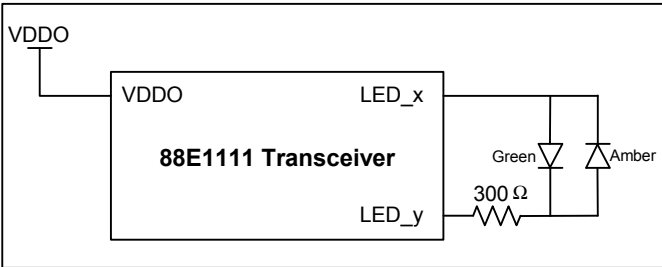 VDDO
VDDO LED_x
88E1111 Transceiver
Green Amber
300 Ω
LED_y